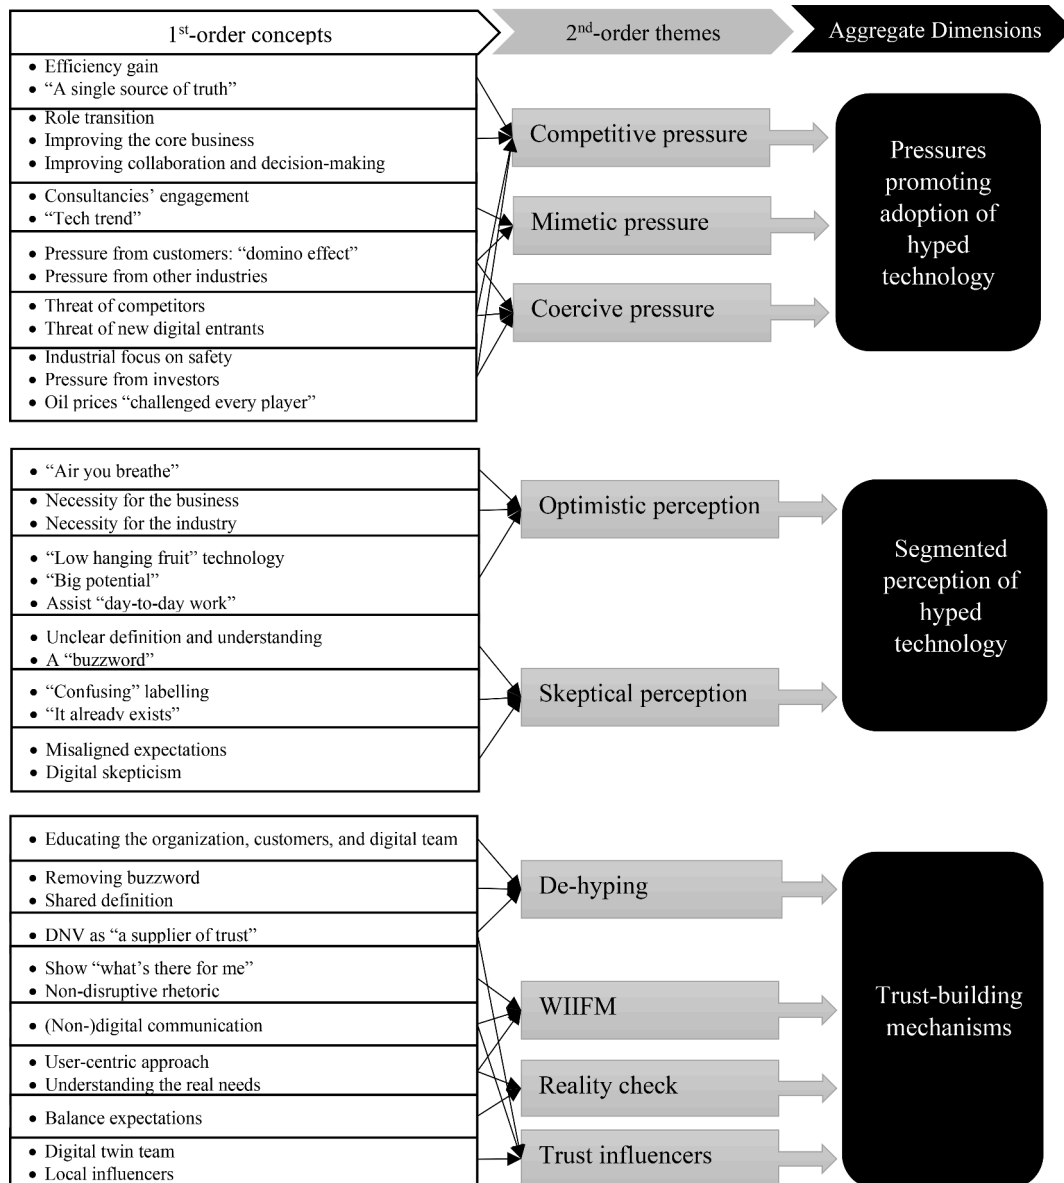 1st-order concepts
2nd-order themes
Aggregate Dimensions
• Efficiency gain
• “A single source of truth”
• Role transition
• Improving the core business
• Improving collaboration and decision-making
• Consultancies’ engagement
• “Tech trend”
• Pressure from customers: “domino effect”
• Pressure from other industries
• Threat of competitors
• Threat of new digital entrants
• Industrial focus on safety
• Pressure from investors
• Oil prices “challenged every player”
Competitive pressure
Mimetic pressure
Coercive pressure
Pressures
promoting
adoption of
hyped
technology
• “Air you breathe”
• Necessity for the business
• Necessity for the industry
• “Low hanging fruit” technology
• “Big potential”
• Assist “day-to-day work”
• Unclear definition and understanding
• A “buzzword”
• “Confusing” labelling
• “It already exists”
• Misaligned expectations
• Digital skepticism
Optimistic perception
Skeptical perception
Segmented
perception of
hyped
technology
• Educating the organization, customers, and digital team
• Removing buzzword
• Shared definition
• DNV as “a supplier of trust”
• Show “what’s there for me”
• Non-disruptive rhetoric
• (Non-)digital communication
• User-centric approach
• Understanding the real needs
• Balance expectations
• Digital twin team
• Local influencers
De-hyping
WIIFM
Reality check
Trust influencers
Trust-building
mechanisms